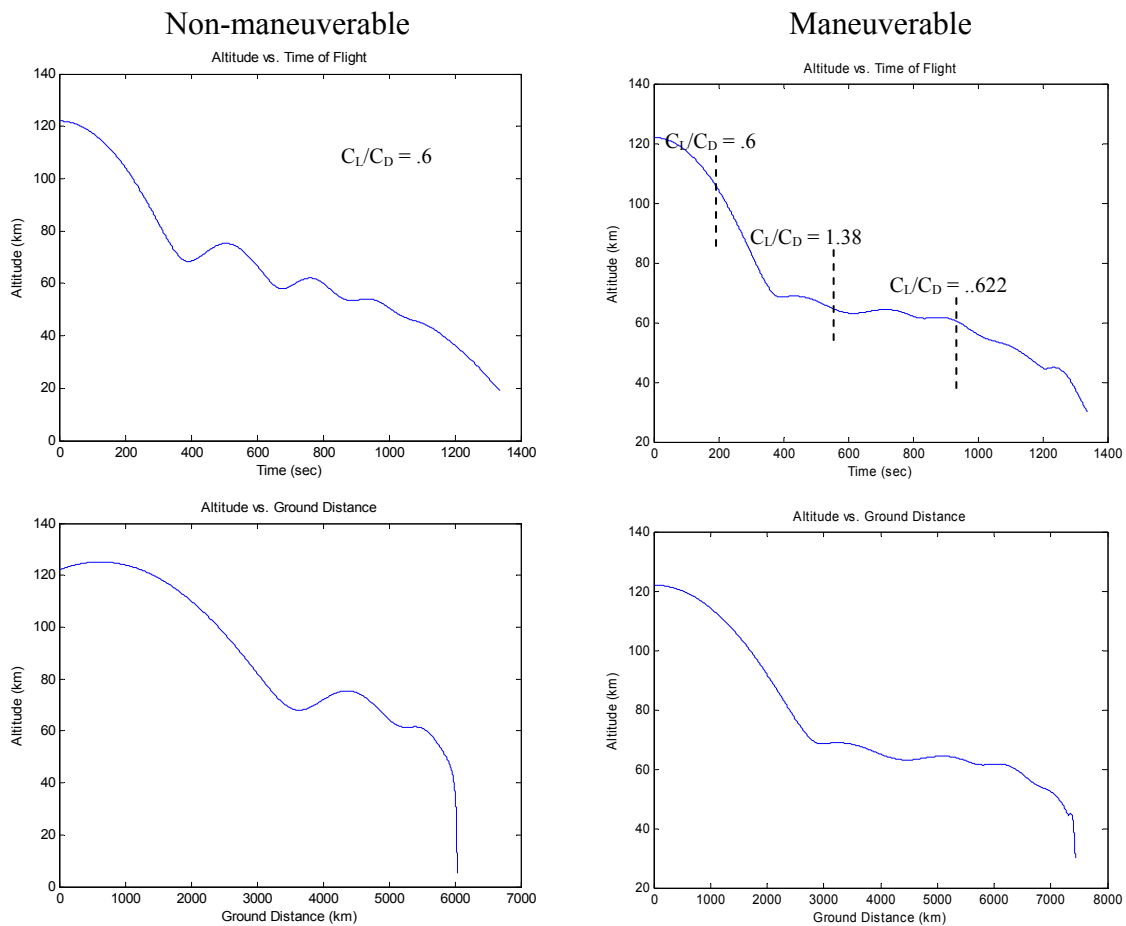 Non-maneuverable
Maneuverable
Altitude vs. Time of Flight
140
120
100
80
60
40
20
0
Altitude (km)
C_L/C_D = .6
0 200 400 600 800 1000 1200 1400
Time (sec)
Altitude vs. Time of Flight
140
120
100
80
60
40
20
Altitude (km)
C_L/C_D = .6
C_L/C_D = 1.38
C_L/C_D = ..622
0 200 400 600 800 1000 1200 1400
Time (sec)
Altitude vs. Ground Distance
140
120
100
80
60
40
20
0
Altitude (km)
0 1000 2000 3000 4000 5000 6000 7000
Ground Distance (km)
Altitude vs. Ground Distance
140
120
100
80
60
40
20
Altitude (km)
0 1000 2000 3000 4000 5000 6000 7000 8000
Ground Distance (km)